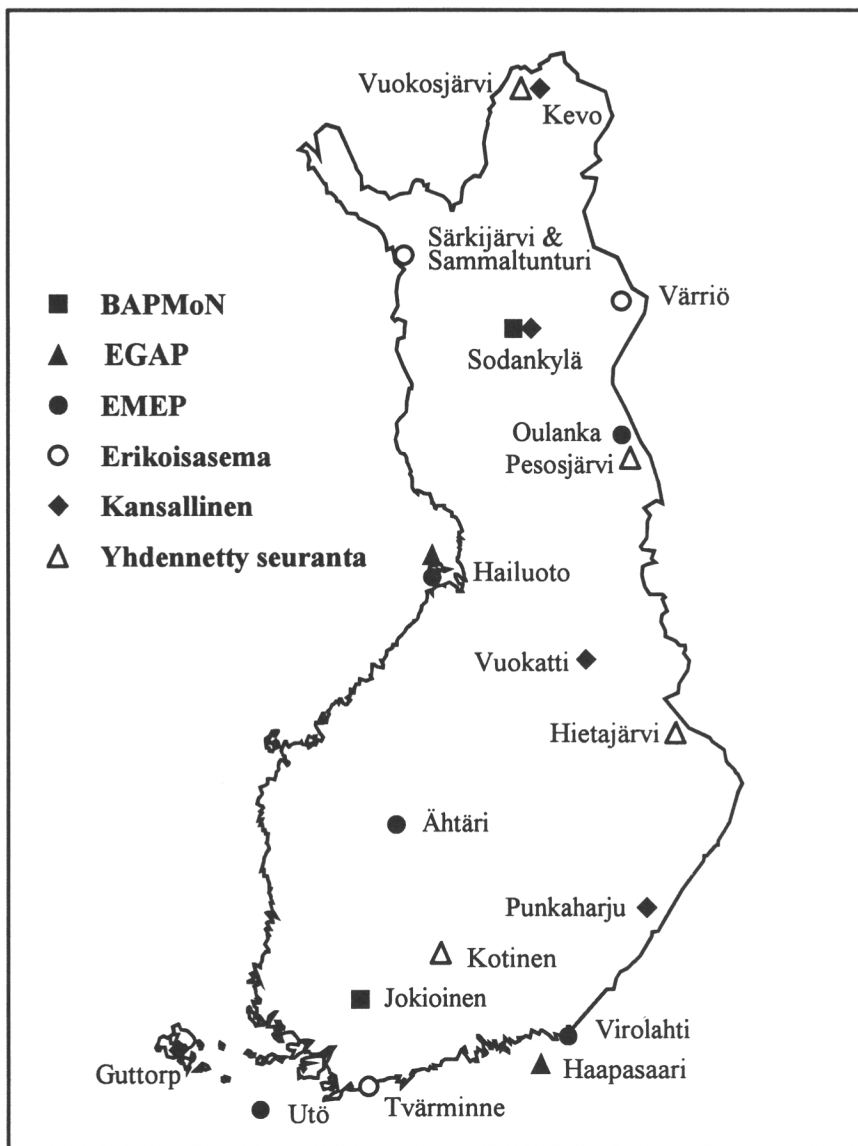 Vuokosjärvi
Kevo
Särkijärvi &
Sammaltunturi
Värriö
BAPMoN
EGAP
EMEP
Erikoisasema
Kansallinen
Yhdennetty seuranta
Sodankylä
Oulanka
Pesosjärvi
Hailuoto
Vuokatti
Hietajärvi
Ähtäri
Punkaharju
Kotinen
Jokioinen
Virolahti
Haapasaari
Guttorp
Utö
Tvärminne